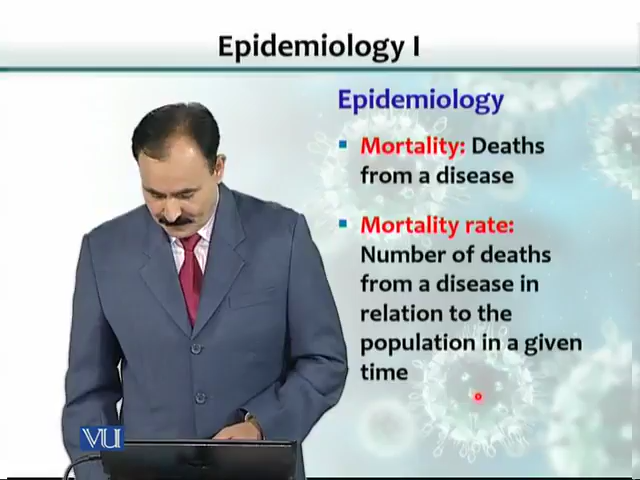 Epidemiology I
Epidemiology
Mortality: Deaths
from a disease
Mortality rate:
Number of deaths
from a disease in
relation to the
population in a given
time
VU